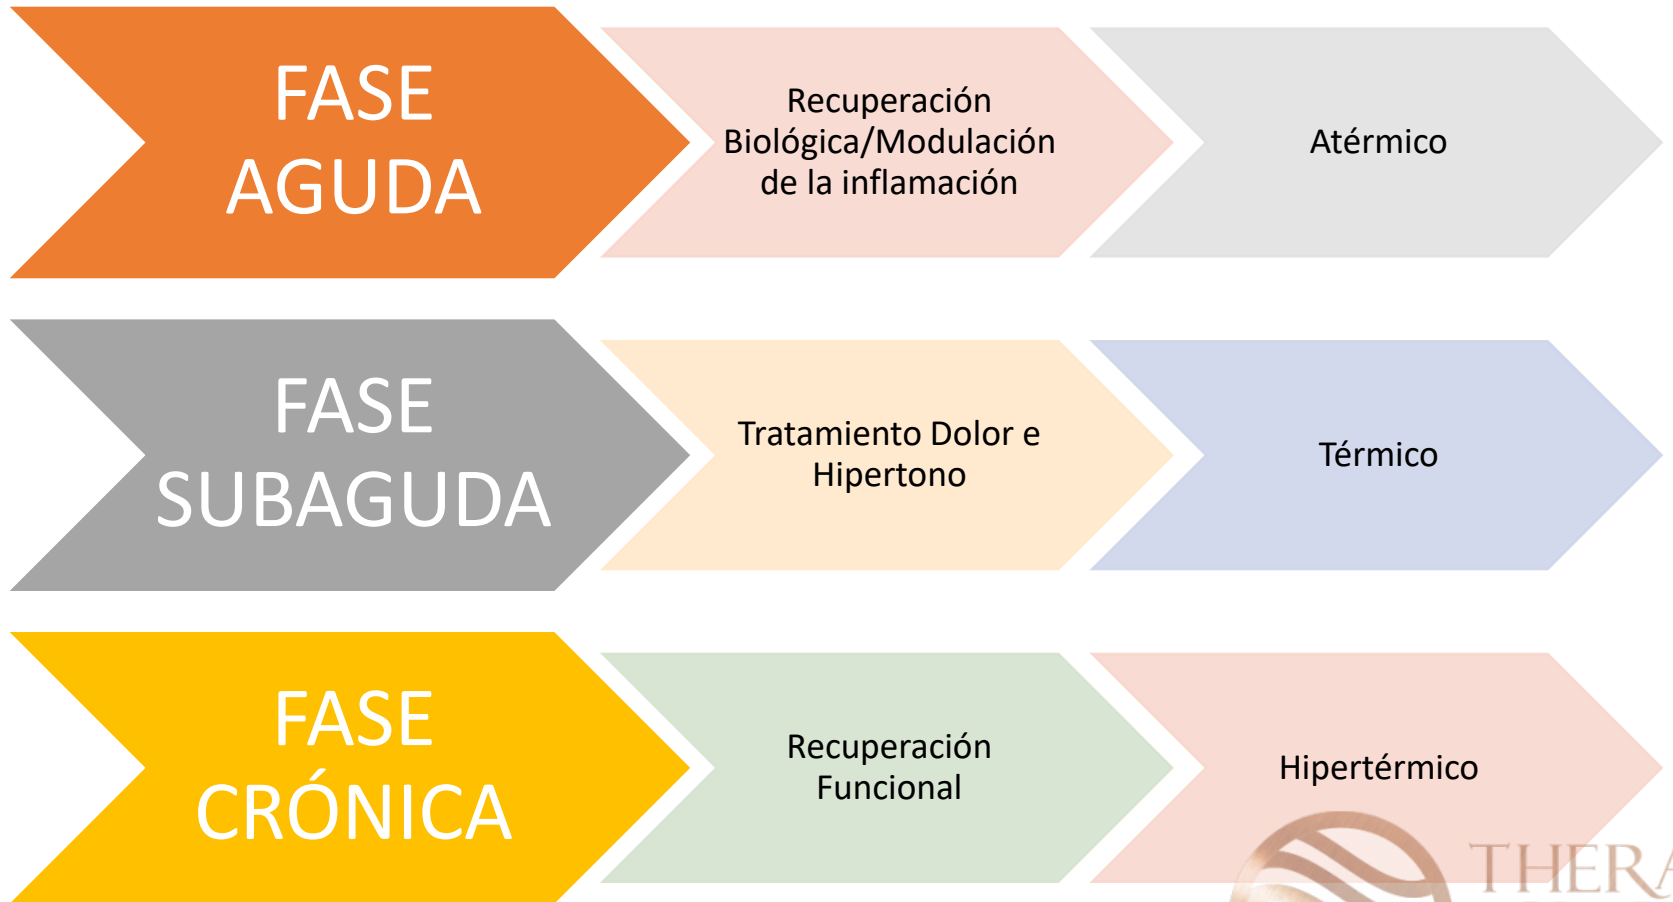 FASE
AGUDA
Recuperación
Biológica/Modulación
de la inflamación
Atérmico
FASE
SUBAGUDA
Tratamiento Dolor e
Hipertono
Térmico
FASE
CRÓNICA
Recuperación
Funcional
Hipertérmico
THERA